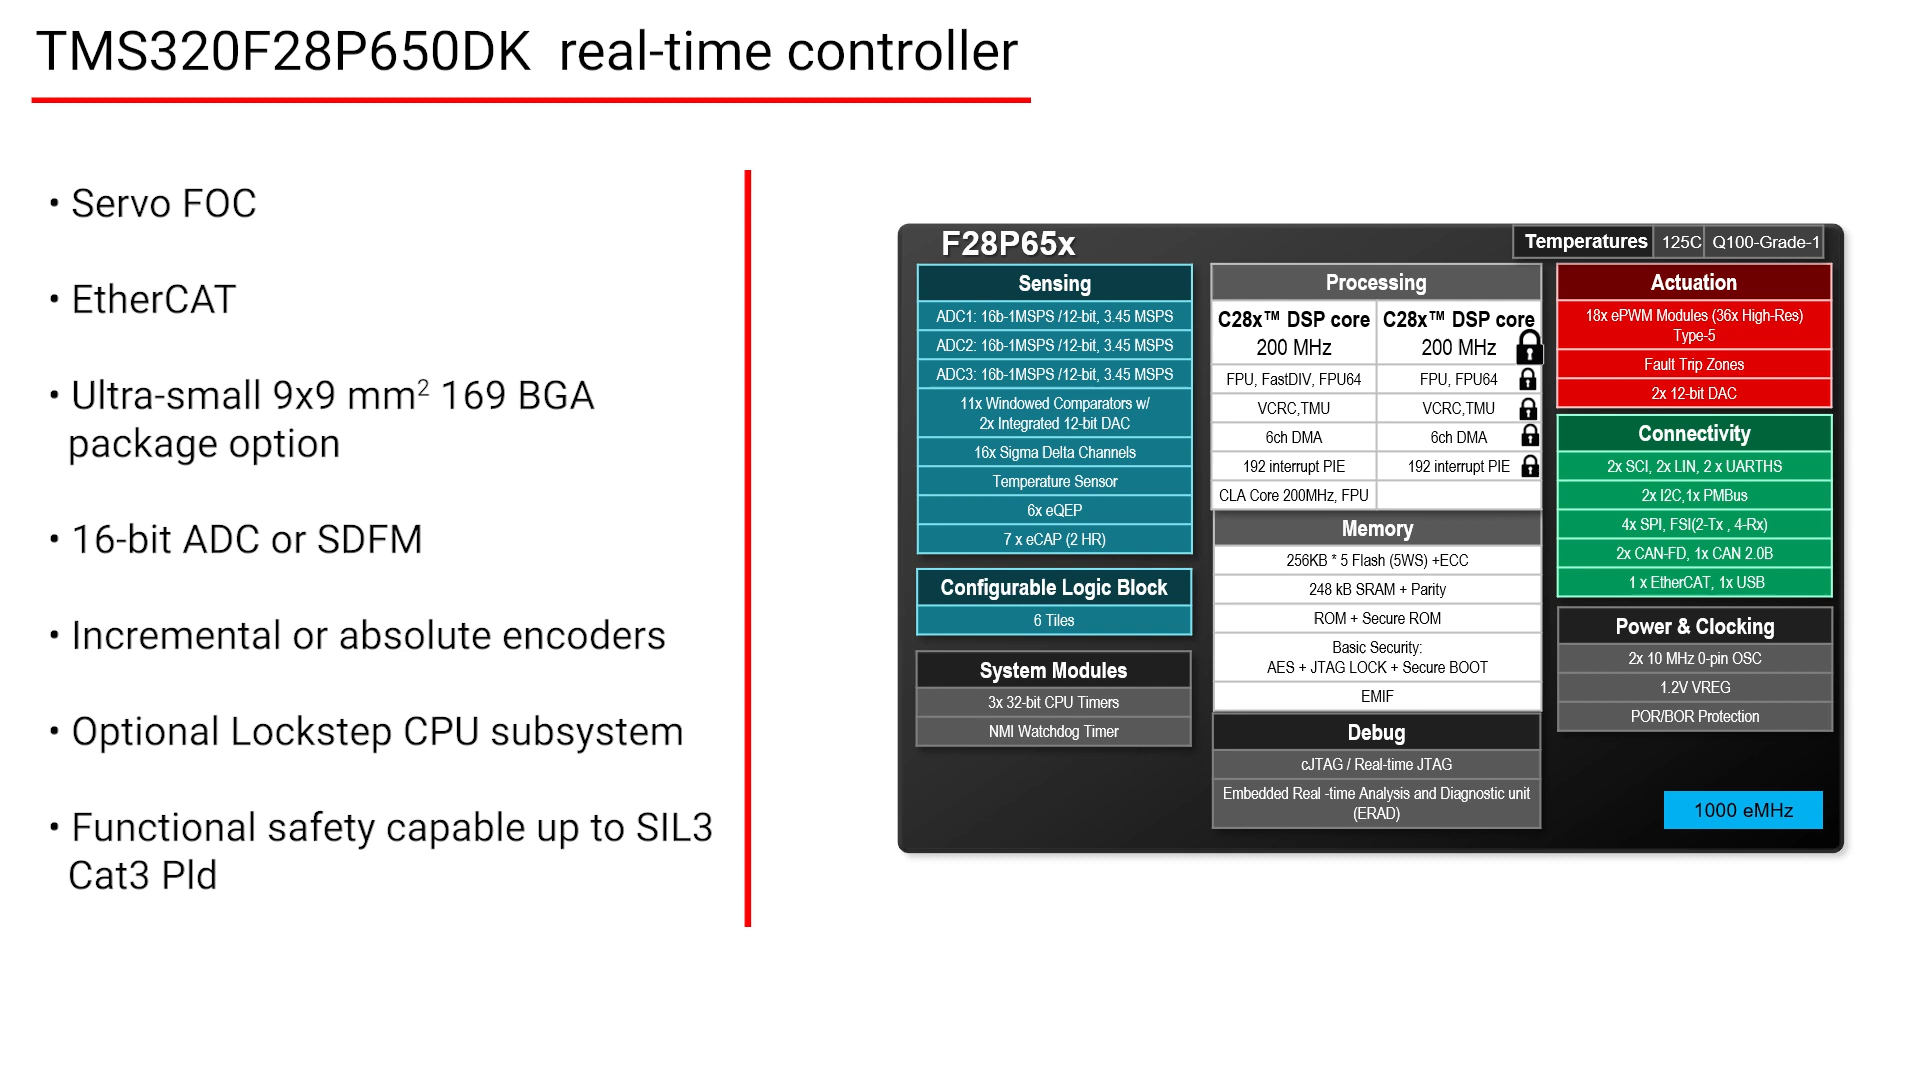 TMS320F28P650DK real-time controller
• Servo FOC
• EtherCAT
• Ultra-small 9x9 mm² 169 BGA
package option
• 16-bit ADC or SDFM
• Incremental or absolute encoders
• Optional Lockstep CPU subsystem
• Functional safety capable up to SIL3
Cat3 Pld
F28P65x
Temperatures 125C Q100-Grade-1
Sensing
ADC1: 16b-1MSPS /12-bit, 3.45 MSPS
ADC2: 16b-1MSPS /12-bit, 3.45 MSPS
ADC3: 16b-1MSPS /12-bit, 3.45 MSPS
11x Windowed Comparators w/
2x Integrated 12-bit DAC
16x Sigma Delta Channels
Temperature Sensor
6x eQEP
7 x eCAP (2 HR)
Configurable Logic Block
6 Tiles
System Modules
3x 32-bit CPU Timers
NMI Watchdog Timer
Processing
C28x™ DSP core C28x™ DSP core
200 MHz 200 MHz
FPU, FastDIV, FPU64 FPU, FPU64
VCRC,TMU VCRC,TMU
6ch DMA 6ch DMA
192 interrupt PIE 192 interrupt PIE
CLA Core 200MHz, FPU
Memory
256KB * 5 Flash (5WS) +ECC
248 kB SRAM + Parity
ROM + Secure ROM
Basic Security:
AES + JTAG LOCK + Secure BOOT
EMIF
Debug
cJTAG / Real-time JTAG
Embedded Real -time Analysis and Diagnostic unit
(ERAD)
Actuation
18x ePWM Modules (36x High-Res)
Type-5
Fault Trip Zones
2x 12-bit DAC
Connectivity
2x SCI, 2x LIN, 2 x UARTHS
2x I2C,1x PMBus
4x SPI, FSI(2-Tx , 4-Rx)
2x CAN-FD, 1x CAN 2.0B
1 x EtherCAT, 1x USB
Power & Clocking
2x 10 MHz 0-pin OSC
1.2V VREG
POR/BOR Protection
1000 eMHz